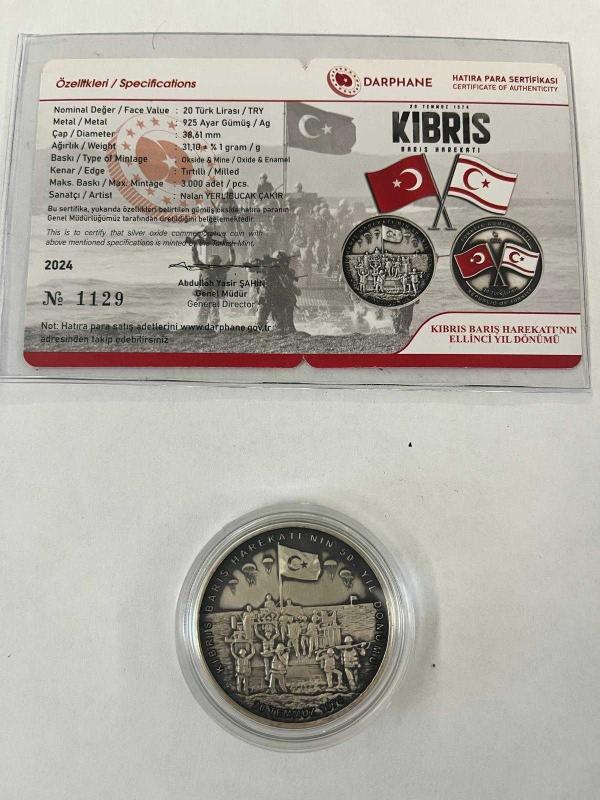 Özellikleri / Specifications
Nominal Değer / Face Value : 20 Türk Lirası / TRY
Metal / Metal : 925 Ayar Gümüş / Ag
Çap / Diameter : 38,61 mm
Ağırlık / Weight : 31,10 ± % 1 gram / g
Baskı / Type of Mintage : Okside & Mine / Oxide & Enamel
Kenar / Edge : Tırtıllı / Milled
Maks. Baskı / Max. Mintage : 3.000 adet / pcs.
Sanatçı / Artist : Nalan YERLİBUCAK ÇAKIR
Bu sertifika, yukarıda özellikleri belirtilen gümüş okside hatıra paranın
Genel Müdürlüğümüz tarafından üretildiğini belgelemektedir.
This is to certify that silver oxide commemorative coin with
above mentioned specifications is minted by the Turkish Mint.
2024
№ 1129
Abdullah Yasir ŞAHİN
Genel Müdür
General Director
Not: Hatıra para satış adetlerini www.darphane.gov.tr
adresinden takip edebilirsiniz
DARPHANE
HATIRA PARA SERTİFİKASI
CERTIFICATE OF AUTHENTICITY
20 TEMMUZ 1974
KIBRIS
BARIŞ HAREKATI
KIBRIS BARIŞ HAREKATI'NIN
ELLİNCİ YIL DÖNÜMÜ
KIBRIS BARIŞ HAREKATI'NIN 50. YIL DÖNÜMÜ
20 TEMMUZ 1974